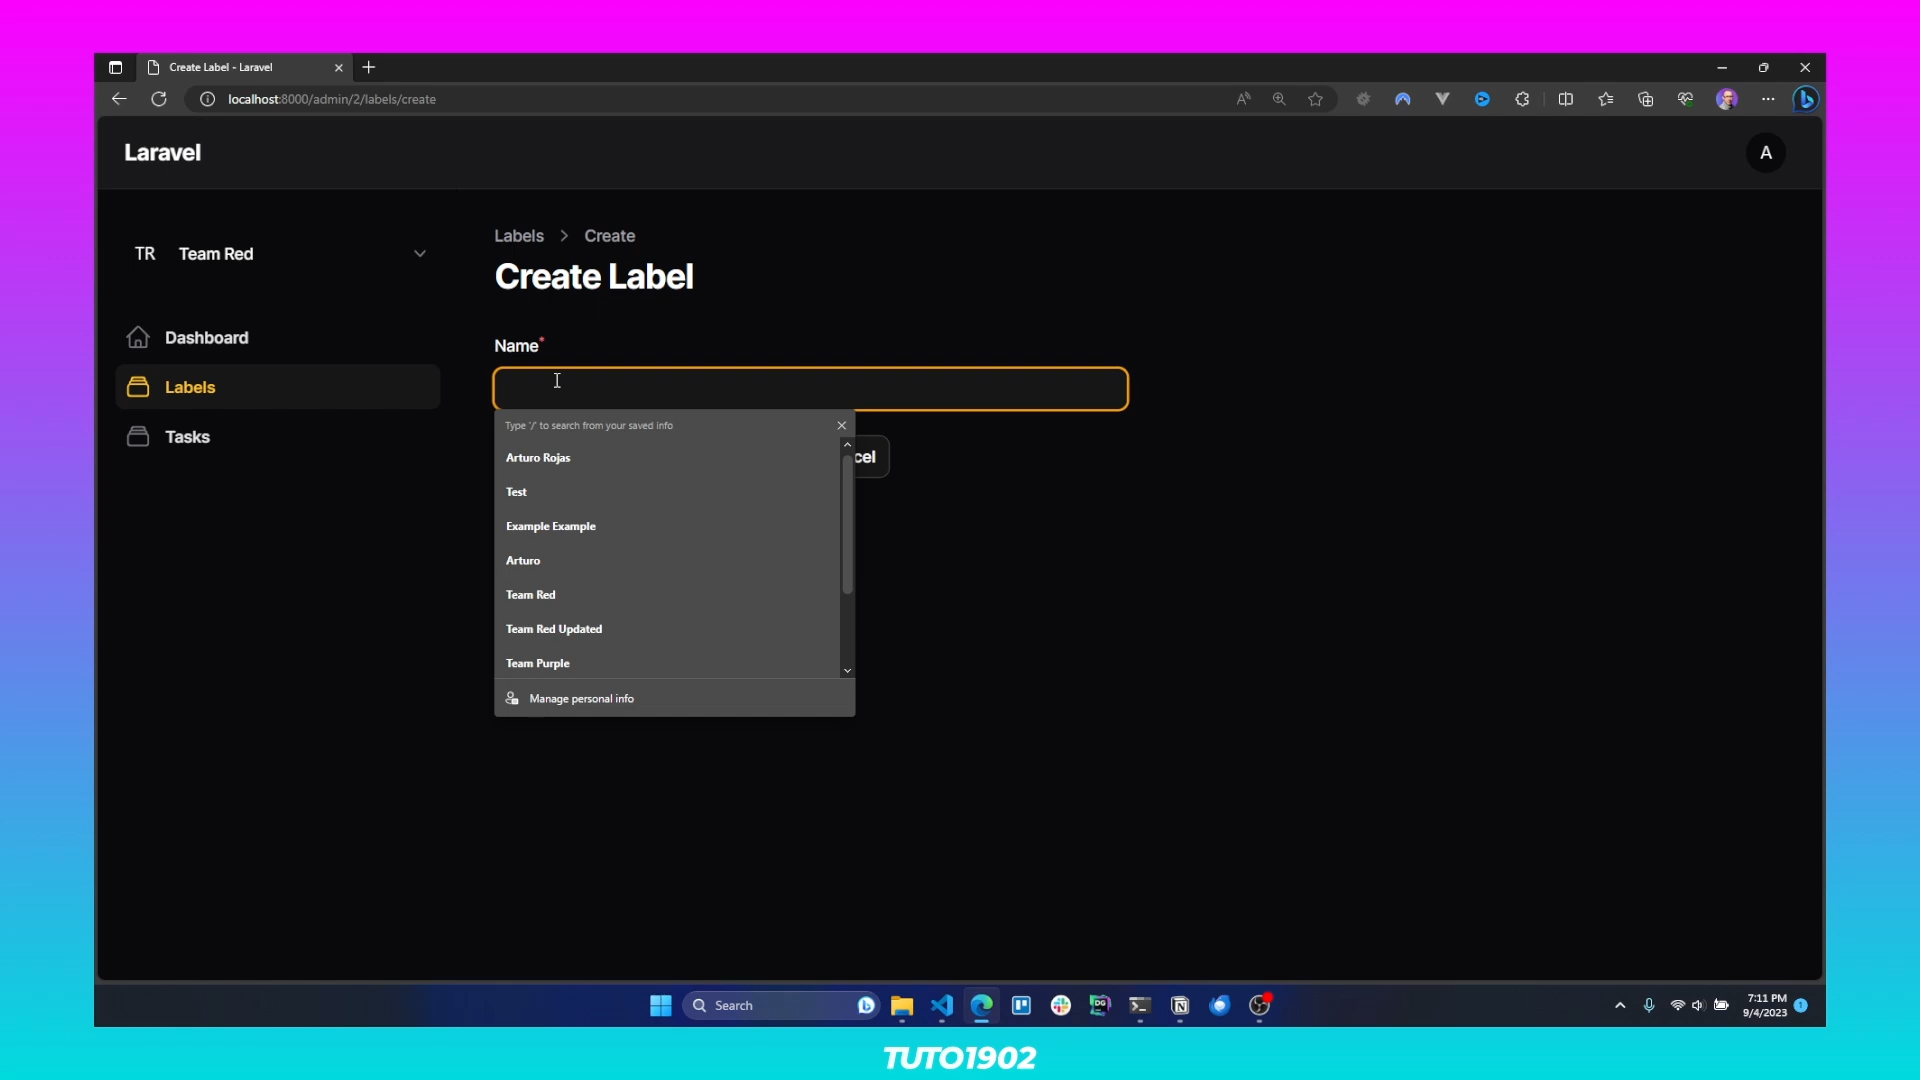 Create Label - Laravel
localhost:8000/admin/2/labels/create
Laravel
A
TR Team Red
Labels > Create
Create Label
Dashboard
Name*
Labels
Tasks
Type '/' to search from your saved info
Arturo Rojas
cel
Test
Example Example
Arturo
Team Red
Team Red Updated
Team Purple
Manage personal info
Search
DG
7:11 PM
9/4/2023
1
TUTO1902